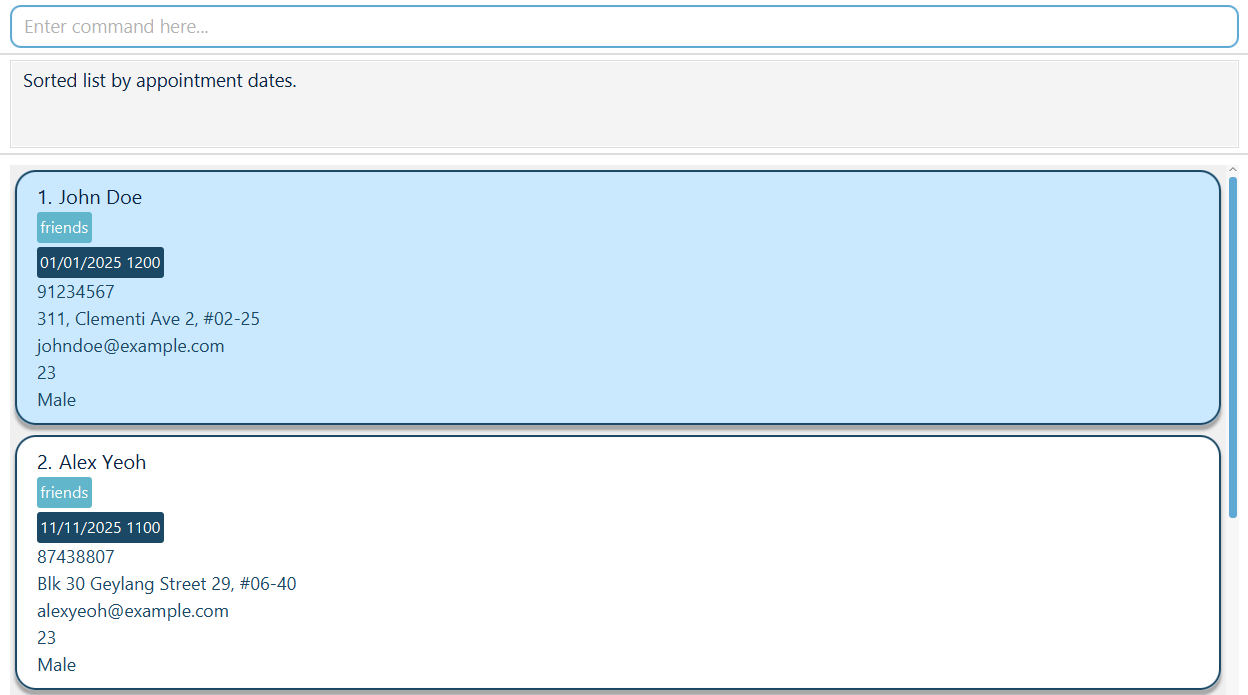 Enter command here...
Sorted list by appointment dates.
1. John Doe
friends
01/01/2025 1200
91234567
311, Clementi Ave 2, #02-25
johndoe@example.com
23
Male
2. Alex Yeoh
friends
11/11/2025 1100
87438807
Blk 30 Geylang Street 29, #06-40
alexyeoh@example.com
23
Male